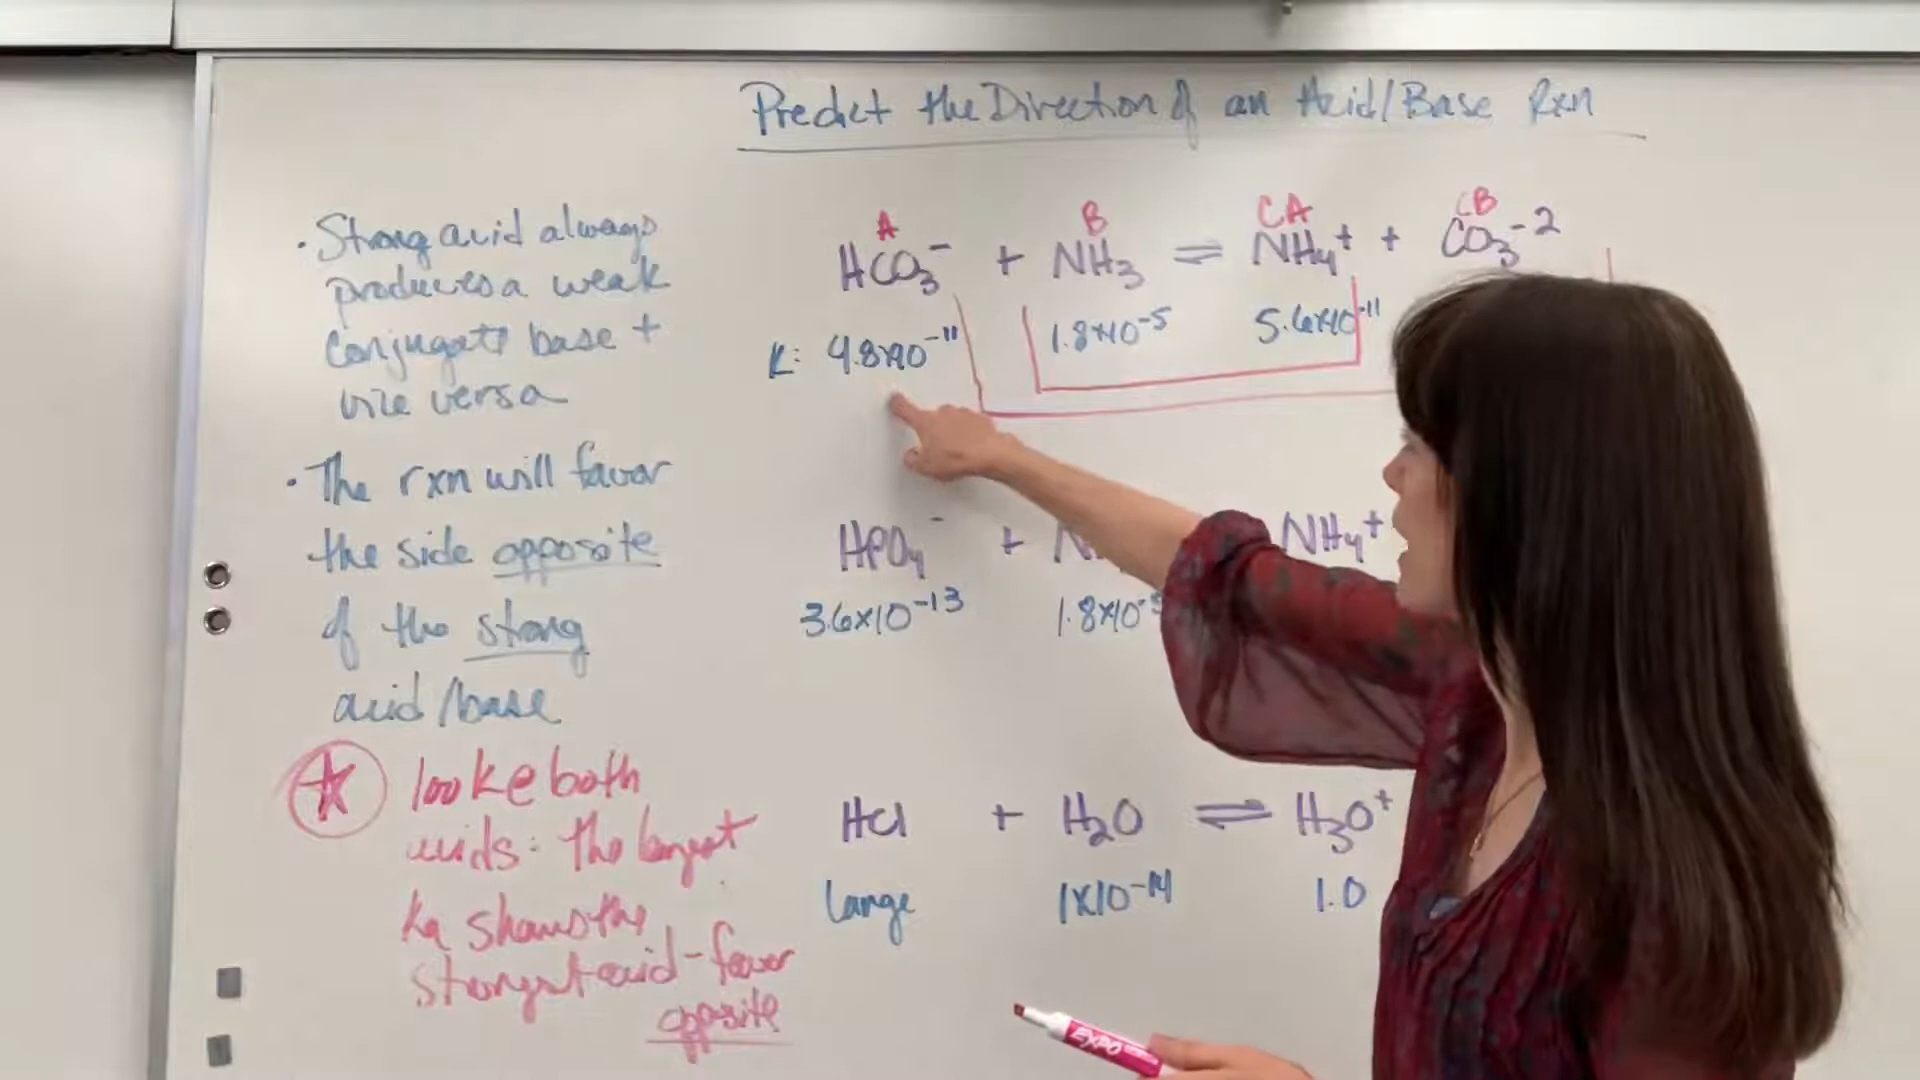 Predict the Direction of an Acid/Base Rxn
• Strong acid always
produces a weak
conjugate base +
vice versa
• The rxn will favor
the side opposite
of the strong
acid/base
look @ both
acids: the largest
Ka shows the
strongest acid - favor
opposite
A B CA CB
HCO₃⁻ + NH₃ ⇌ NH₄⁺ + CO₃⁻²
K: 4.8x10⁻¹¹ 1.8x10⁻⁵ 5.6x10⁻¹¹
HPO₄⁻ + NH₄⁺
3.6x10⁻¹³ 1.8x10⁻⁵
HCl + H₂O ⇌ H₃O⁺
large 1x10⁻¹⁴ 1.0
EXPO